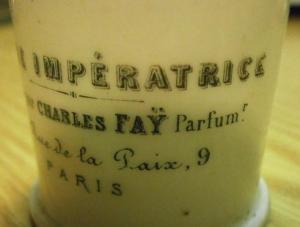 IMPÉRATRICE
CHARLES FAŸ Parfumr
Rue de la Paix, 9
PARIS